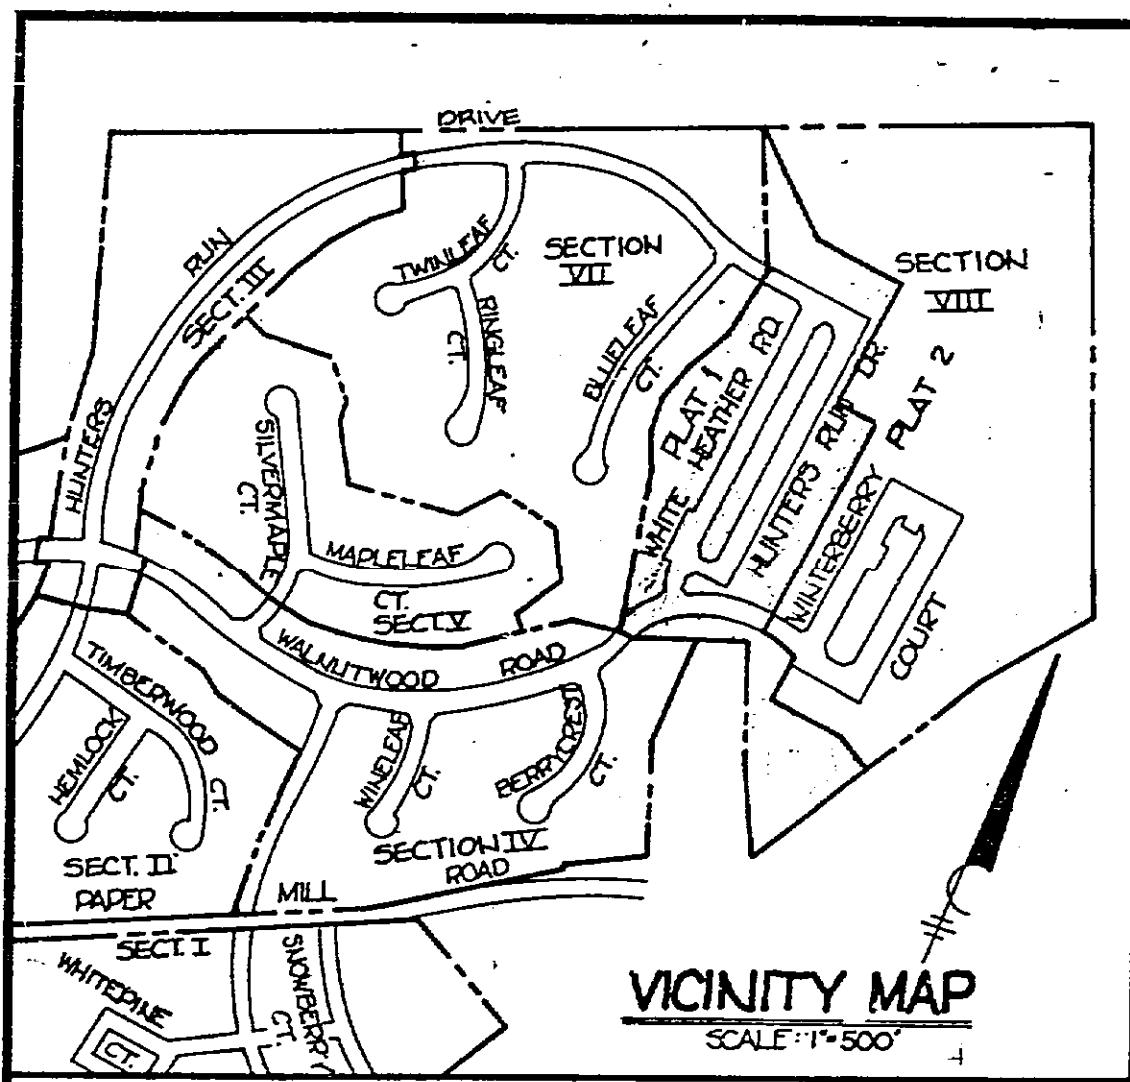 DRIVE
RUN
SECT. III
HUNTERS
TWINLEAF
CT.
SECTION
VII
RINGLEAF
CT.
BLUELEAF
CT.
SECTION
VIII
PLAT 1
WHITE HEATHER RD
HUNTERS RUN DR.
PLAT 2
WINTERBERRY
COURT
SILVERMAPLE
CT.
MAPLELEAF
CT.
SECT. V
WALNUTWOOD ROAD
TIMBERWOOD CT.
HEMLOCK
CT.
WINELEAF
CT.
BERRYCREST
CT.
SECT. II
SECTION IV
PAPER MILL ROAD
SECT. I
WHITEPINE
CT.
SNOWBERRY
CT.
VICINITY MAP
SCALE: 1"=500'